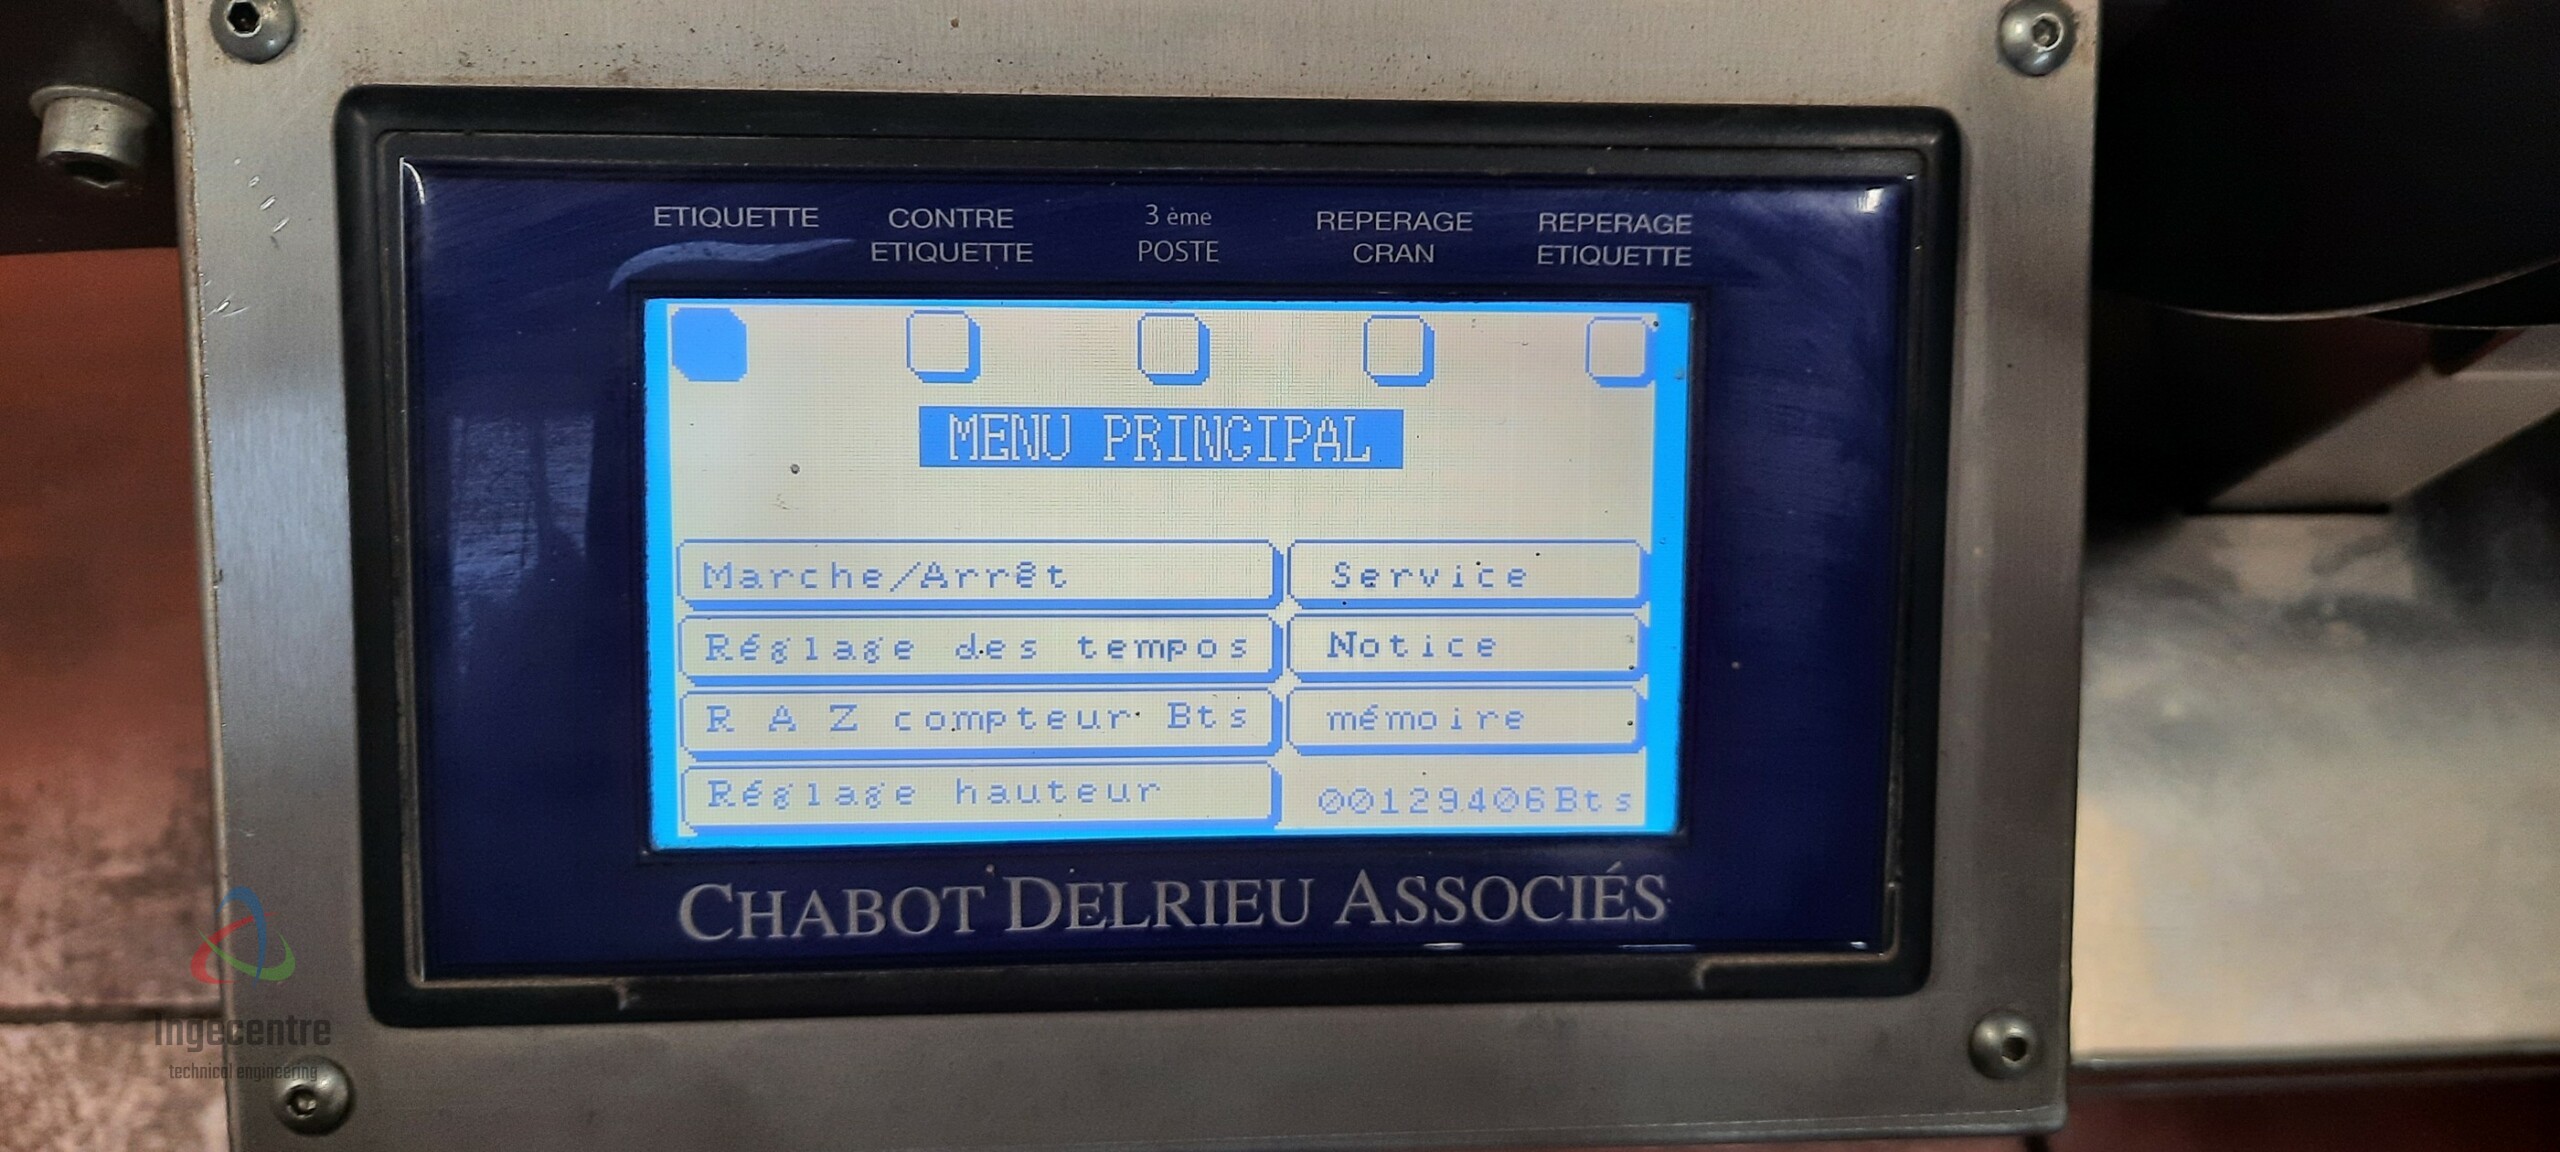 ETIQUETTE
CONTRE
ETIQUETTE
3 ème
POSTE
REPERAGE
CRAN
REPERAGE
ETIQUETTE
MENU PRINCIPAL
Marche/Arrêt
Service
Réglage des tempos
Notice
R A Z compteur Bts
mémoire
Réglage hauteur
00129406Bts
CHABOT DELRIEU ASSOCIÉS
Ingecentre
technical engineering